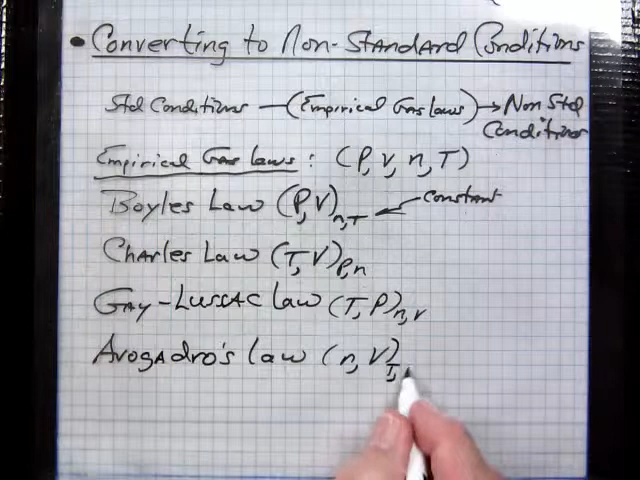 • Converting to Non-Standard Conditions
Std Conditions —(Empirical Gas laws)→ Non Std
Conditions
Empirical Gas laws : (P, V, n, T)
Boyles Law (P, V)n,T ← Constant
Charles Law (T, V)P,n
Gay-Lussac law (T, P)n,V
Avogadro's law (n, V)T,